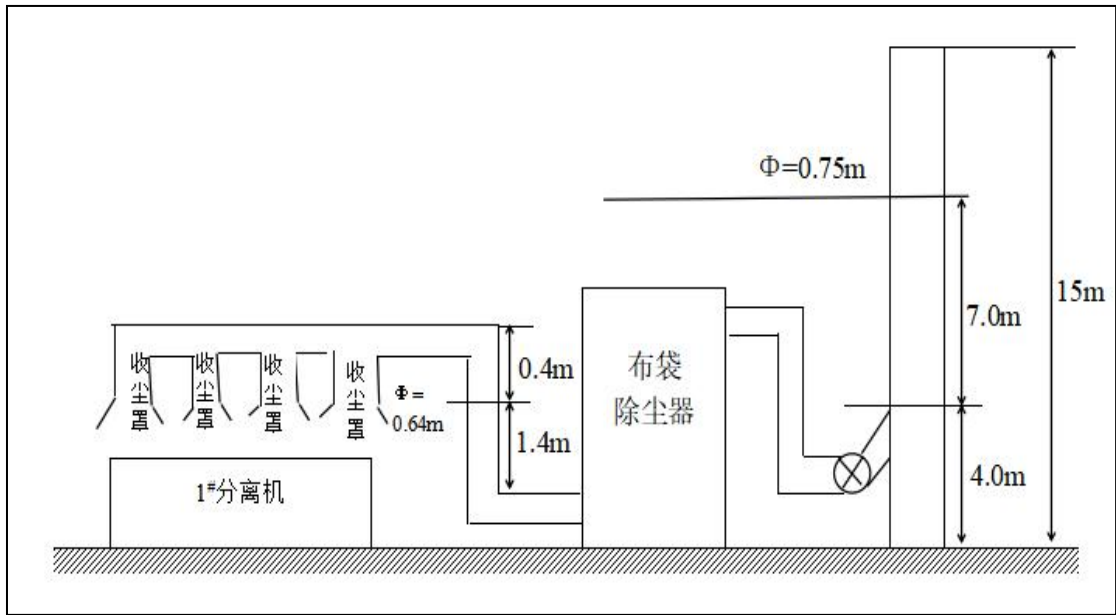 Φ=0.75m
15m
7.0m
0.4m
布袋
除尘器
收尘罩
收尘罩
收尘罩
收尘罩
Φ=
0.64m
1.4m
4.0m
1#分离机